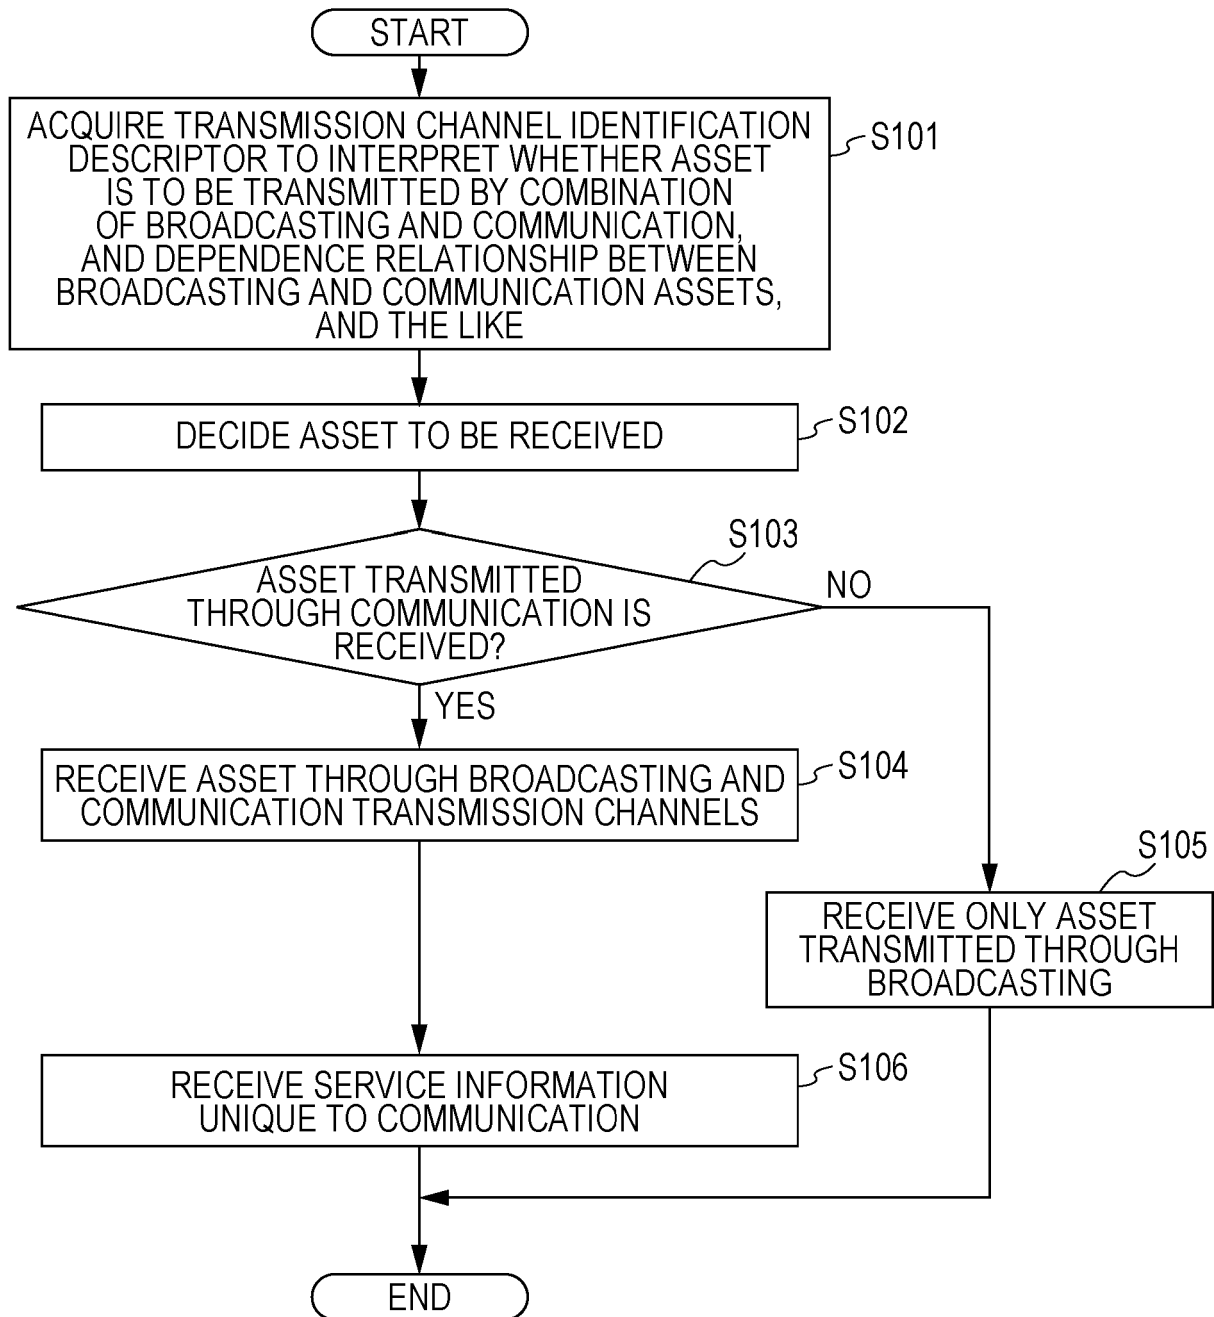 START
ACQUIRE TRANSMISSION CHANNEL IDENTIFICATION
DESCRIPTOR TO INTERPRET WHETHER ASSET
IS TO BE TRANSMITTED BY COMBINATION
OF BROADCASTING AND COMMUNICATION,
AND DEPENDENCE RELATIONSHIP BETWEEN
BROADCASTING AND COMMUNICATION ASSETS,
AND THE LIKE
S101
DECIDE ASSET TO BE RECEIVED
S102
S103
ASSET TRANSMITTED
THROUGH COMMUNICATION IS
RECEIVED?
NO
YES
RECEIVE ASSET THROUGH BROADCASTING AND
COMMUNICATION TRANSMISSION CHANNELS
S104
S105
RECEIVE ONLY ASSET
TRANSMITTED THROUGH
BROADCASTING
RECEIVE SERVICE INFORMATION
UNIQUE TO COMMUNICATION
S106
END